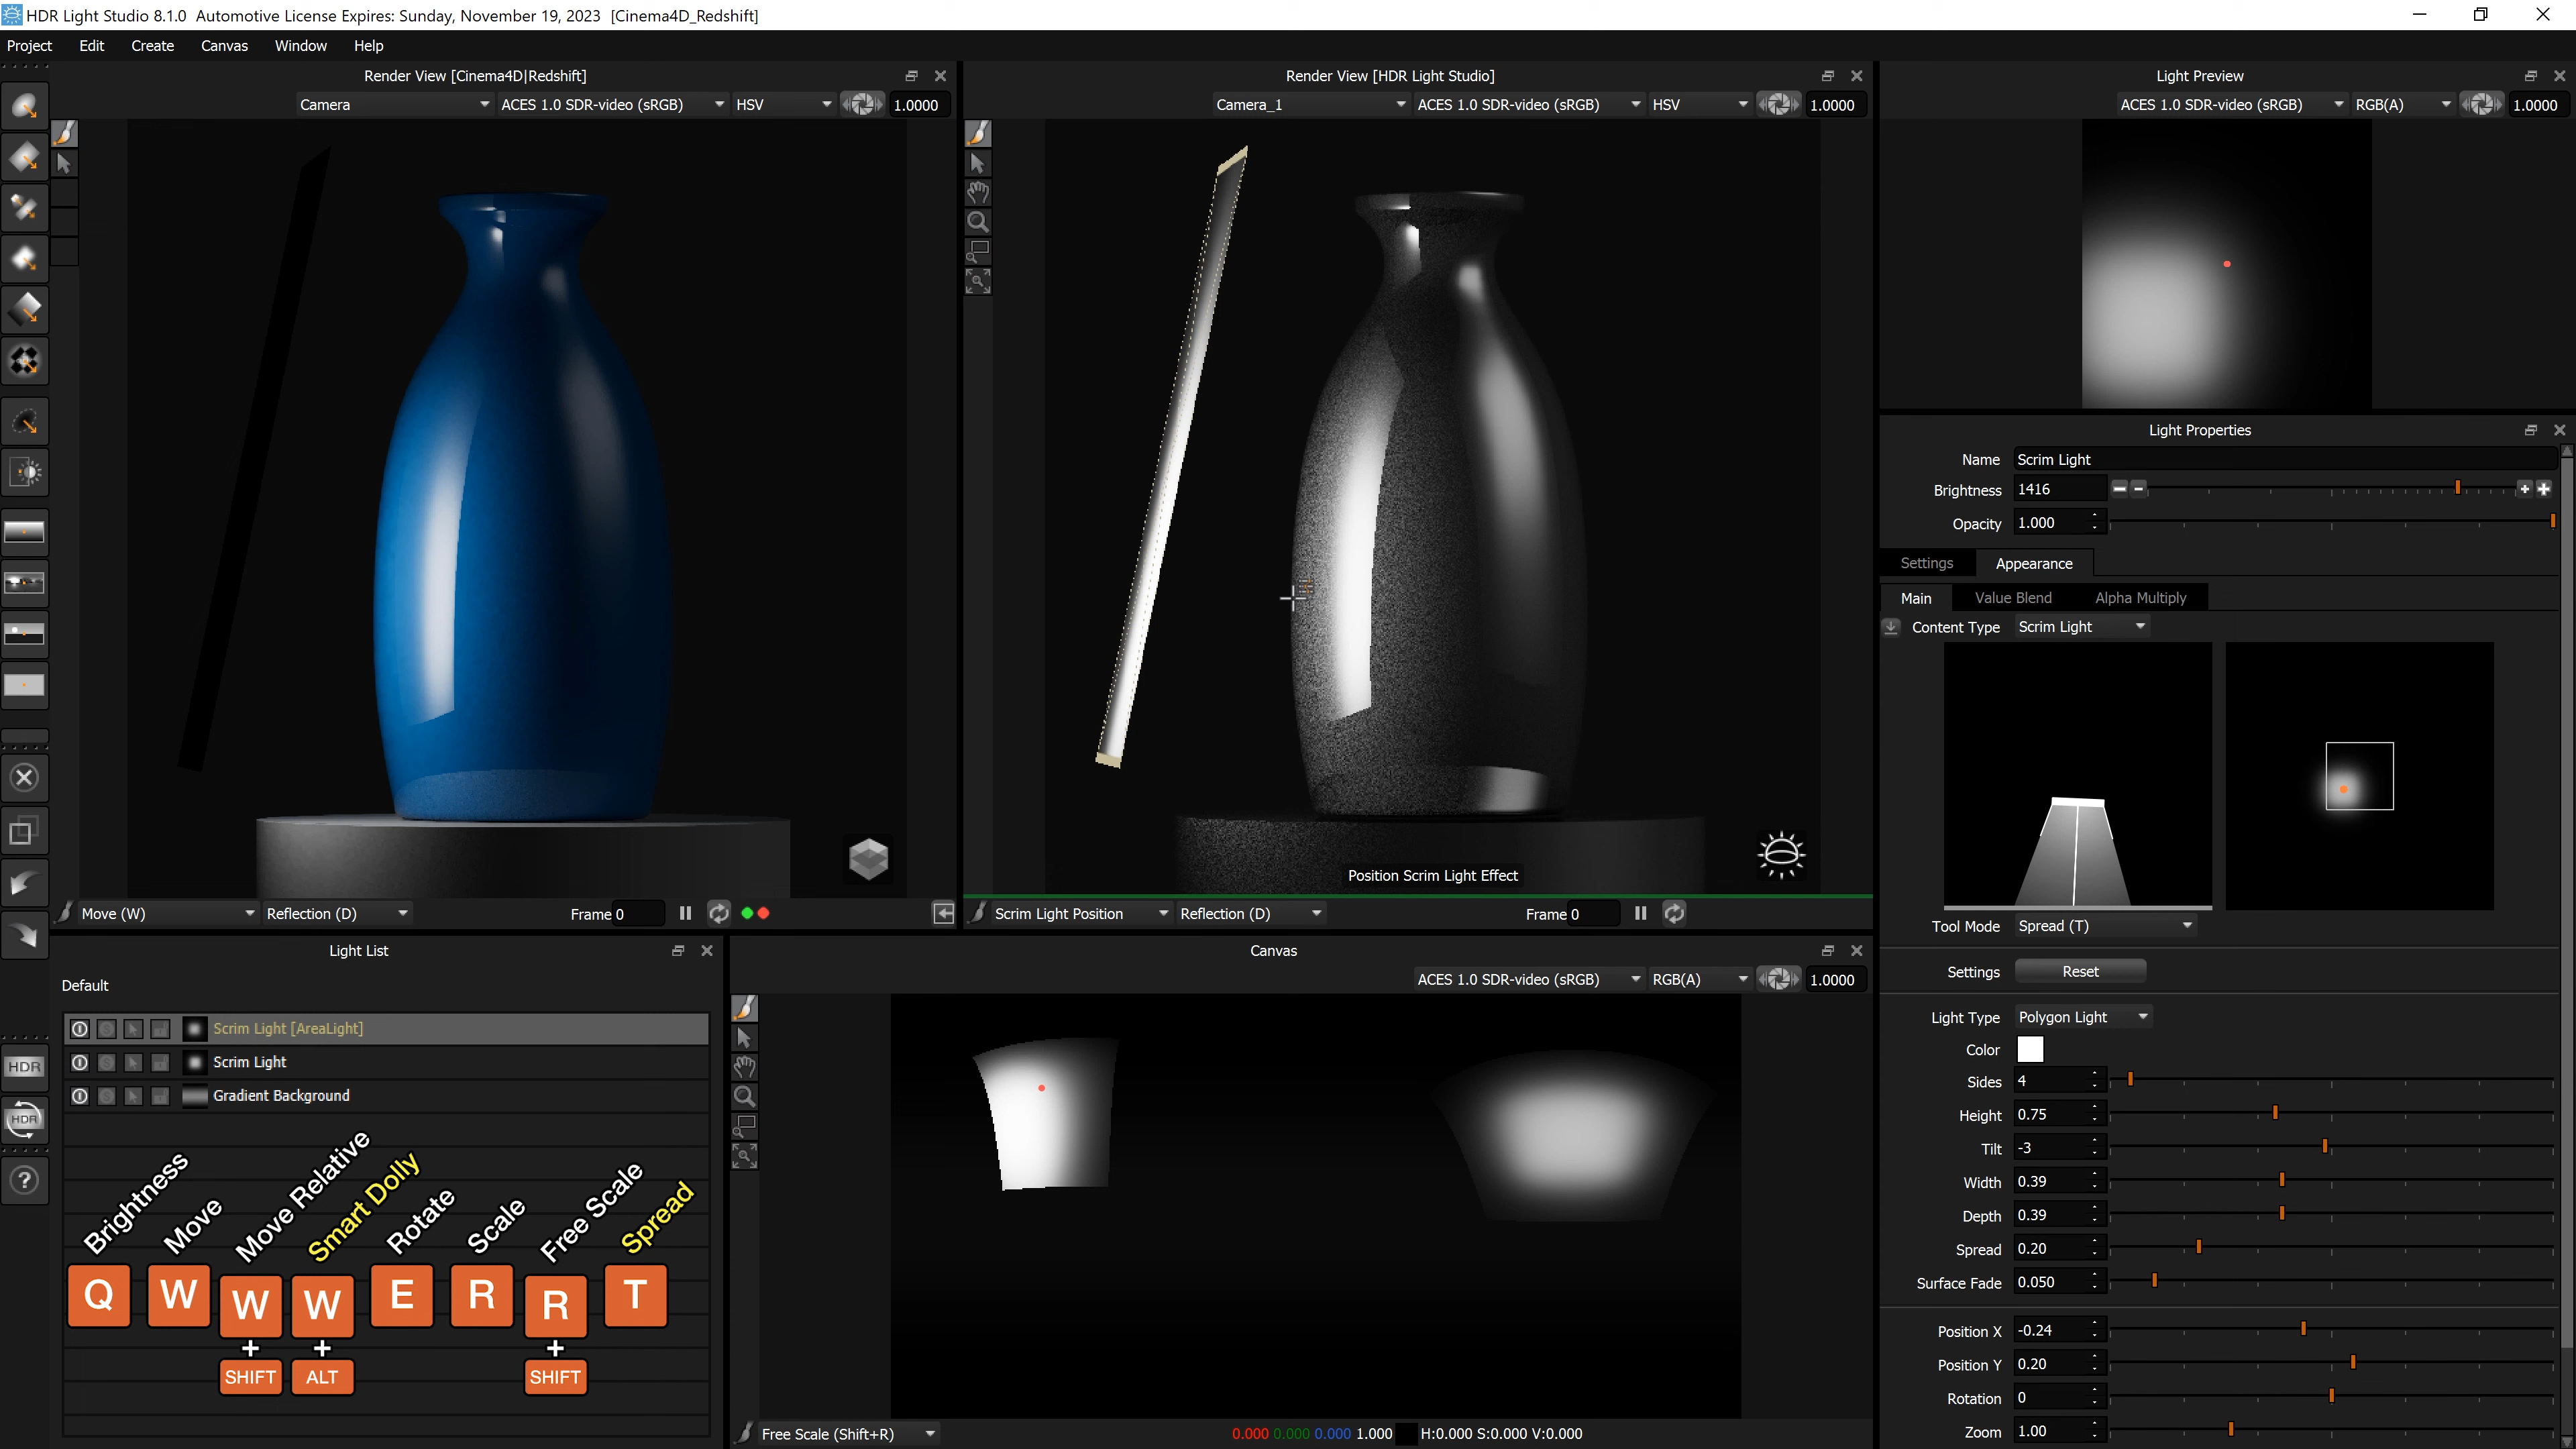 HDR Light Studio 8.1.0 Automotive License Expires: Sunday, November 19, 2023 [Cinema4D_Redshift]
Project Edit Create Canvas Window Help
Render View [Cinema4D|Redshift]
Camera ACES 1.0 SDR-video (sRGB) HSV 1.0000
Move (W) Reflection (D) Frame 0
Render View [HDR Light Studio]
Camera_1 ACES 1.0 SDR-video (sRGB) HSV 1.0000
Position Scrim Light Effect
Scrim Light Position Reflection (D) Frame 0
Light Preview
ACES 1.0 SDR-video (sRGB) RGB(A) 1.0000
Light Properties
Name Scrim Light
Brightness 1416
Opacity 1.000
Settings Appearance
Main Value Blend Alpha Multiply
Content Type Scrim Light
Tool Mode Spread (T)
Settings Reset
Light Type Polygon Light
Color
Sides 4
Height 0.75
Tilt -3
Width 0.39
Depth 0.39
Spread 0.20
Surface Fade 0.050
Position X -0.24
Position Y 0.20
Rotation 0
Zoom 1.00
Light List
Default
Scrim Light [AreaLight]
Scrim Light
Gradient Background
HDR
HDR
?
Brightness Move Move Relative Smart Dolly Rotate Scale Free Scale Spread
Q W W W E R R T
+ + +
SHIFT ALT SHIFT
Canvas
ACES 1.0 SDR-video (sRGB) RGB(A) 1.0000
Free Scale (Shift+R) 0.000 0.000 0.000 1.000 H:0.000 S:0.000 V:0.000